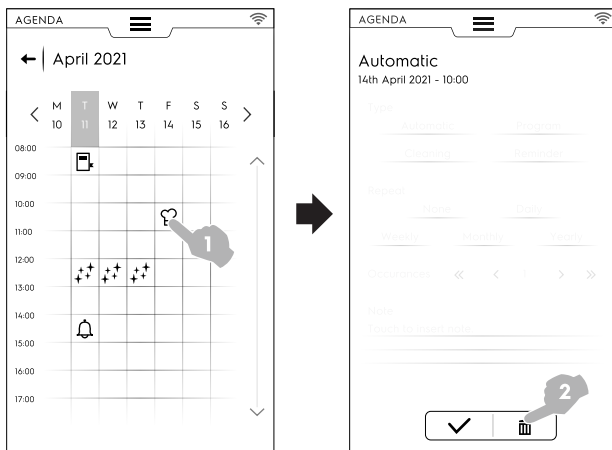 AGENDA
April 2021
M T W T F S S
10 11 12 13 14 15 16
08:00
09:00
10:00
11:00
12:00
13:00
14:00
15:00
16:00
17:00
1
AGENDA
Automatic
14th April 2021 - 10:00
Type
Automatic Program
Cleaning Reminder
Repeat
None Daily
Weekly Monthly Yearly
Occurrences 1
Note
Touch to insert note
2